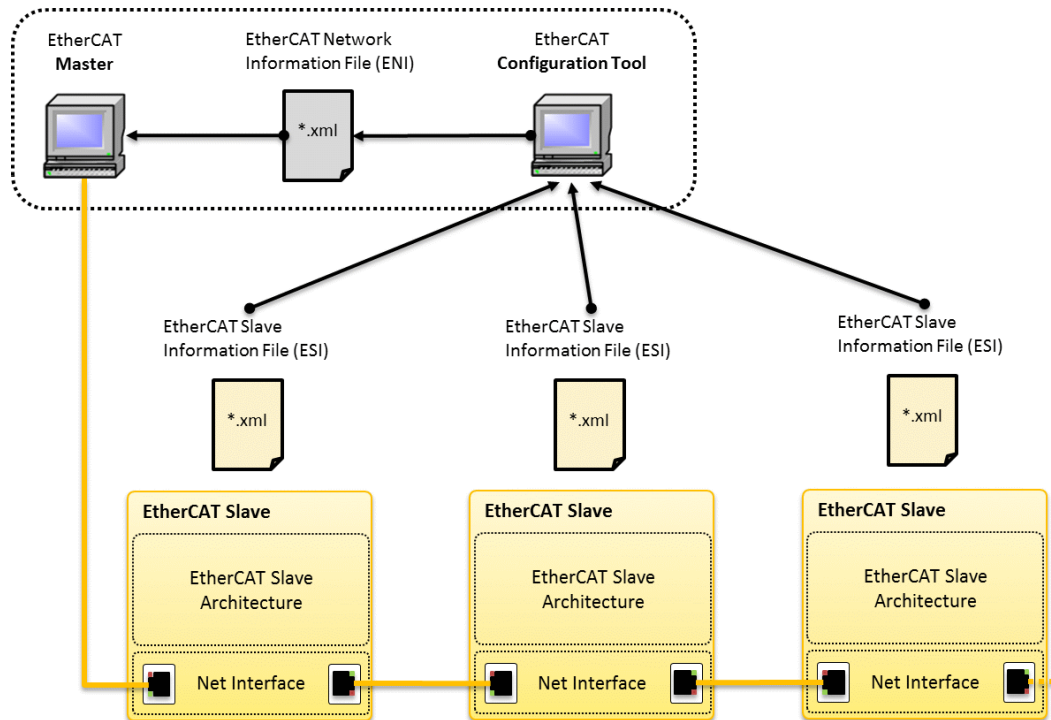 EtherCAT
Master
EtherCAT Network
Information File (ENI)
EtherCAT
Configuration Tool
*.xml
EtherCAT Slave
Information File (ESI)
EtherCAT Slave
Information File (ESI)
EtherCAT Slave
Information File (ESI)
*.xml
*.xml
*.xml
EtherCAT Slave
EtherCAT Slave
Architecture
Net Interface
EtherCAT Slave
EtherCAT Slave
Architecture
Net Interface
EtherCAT Slave
EtherCAT Slave
Architecture
Net Interface